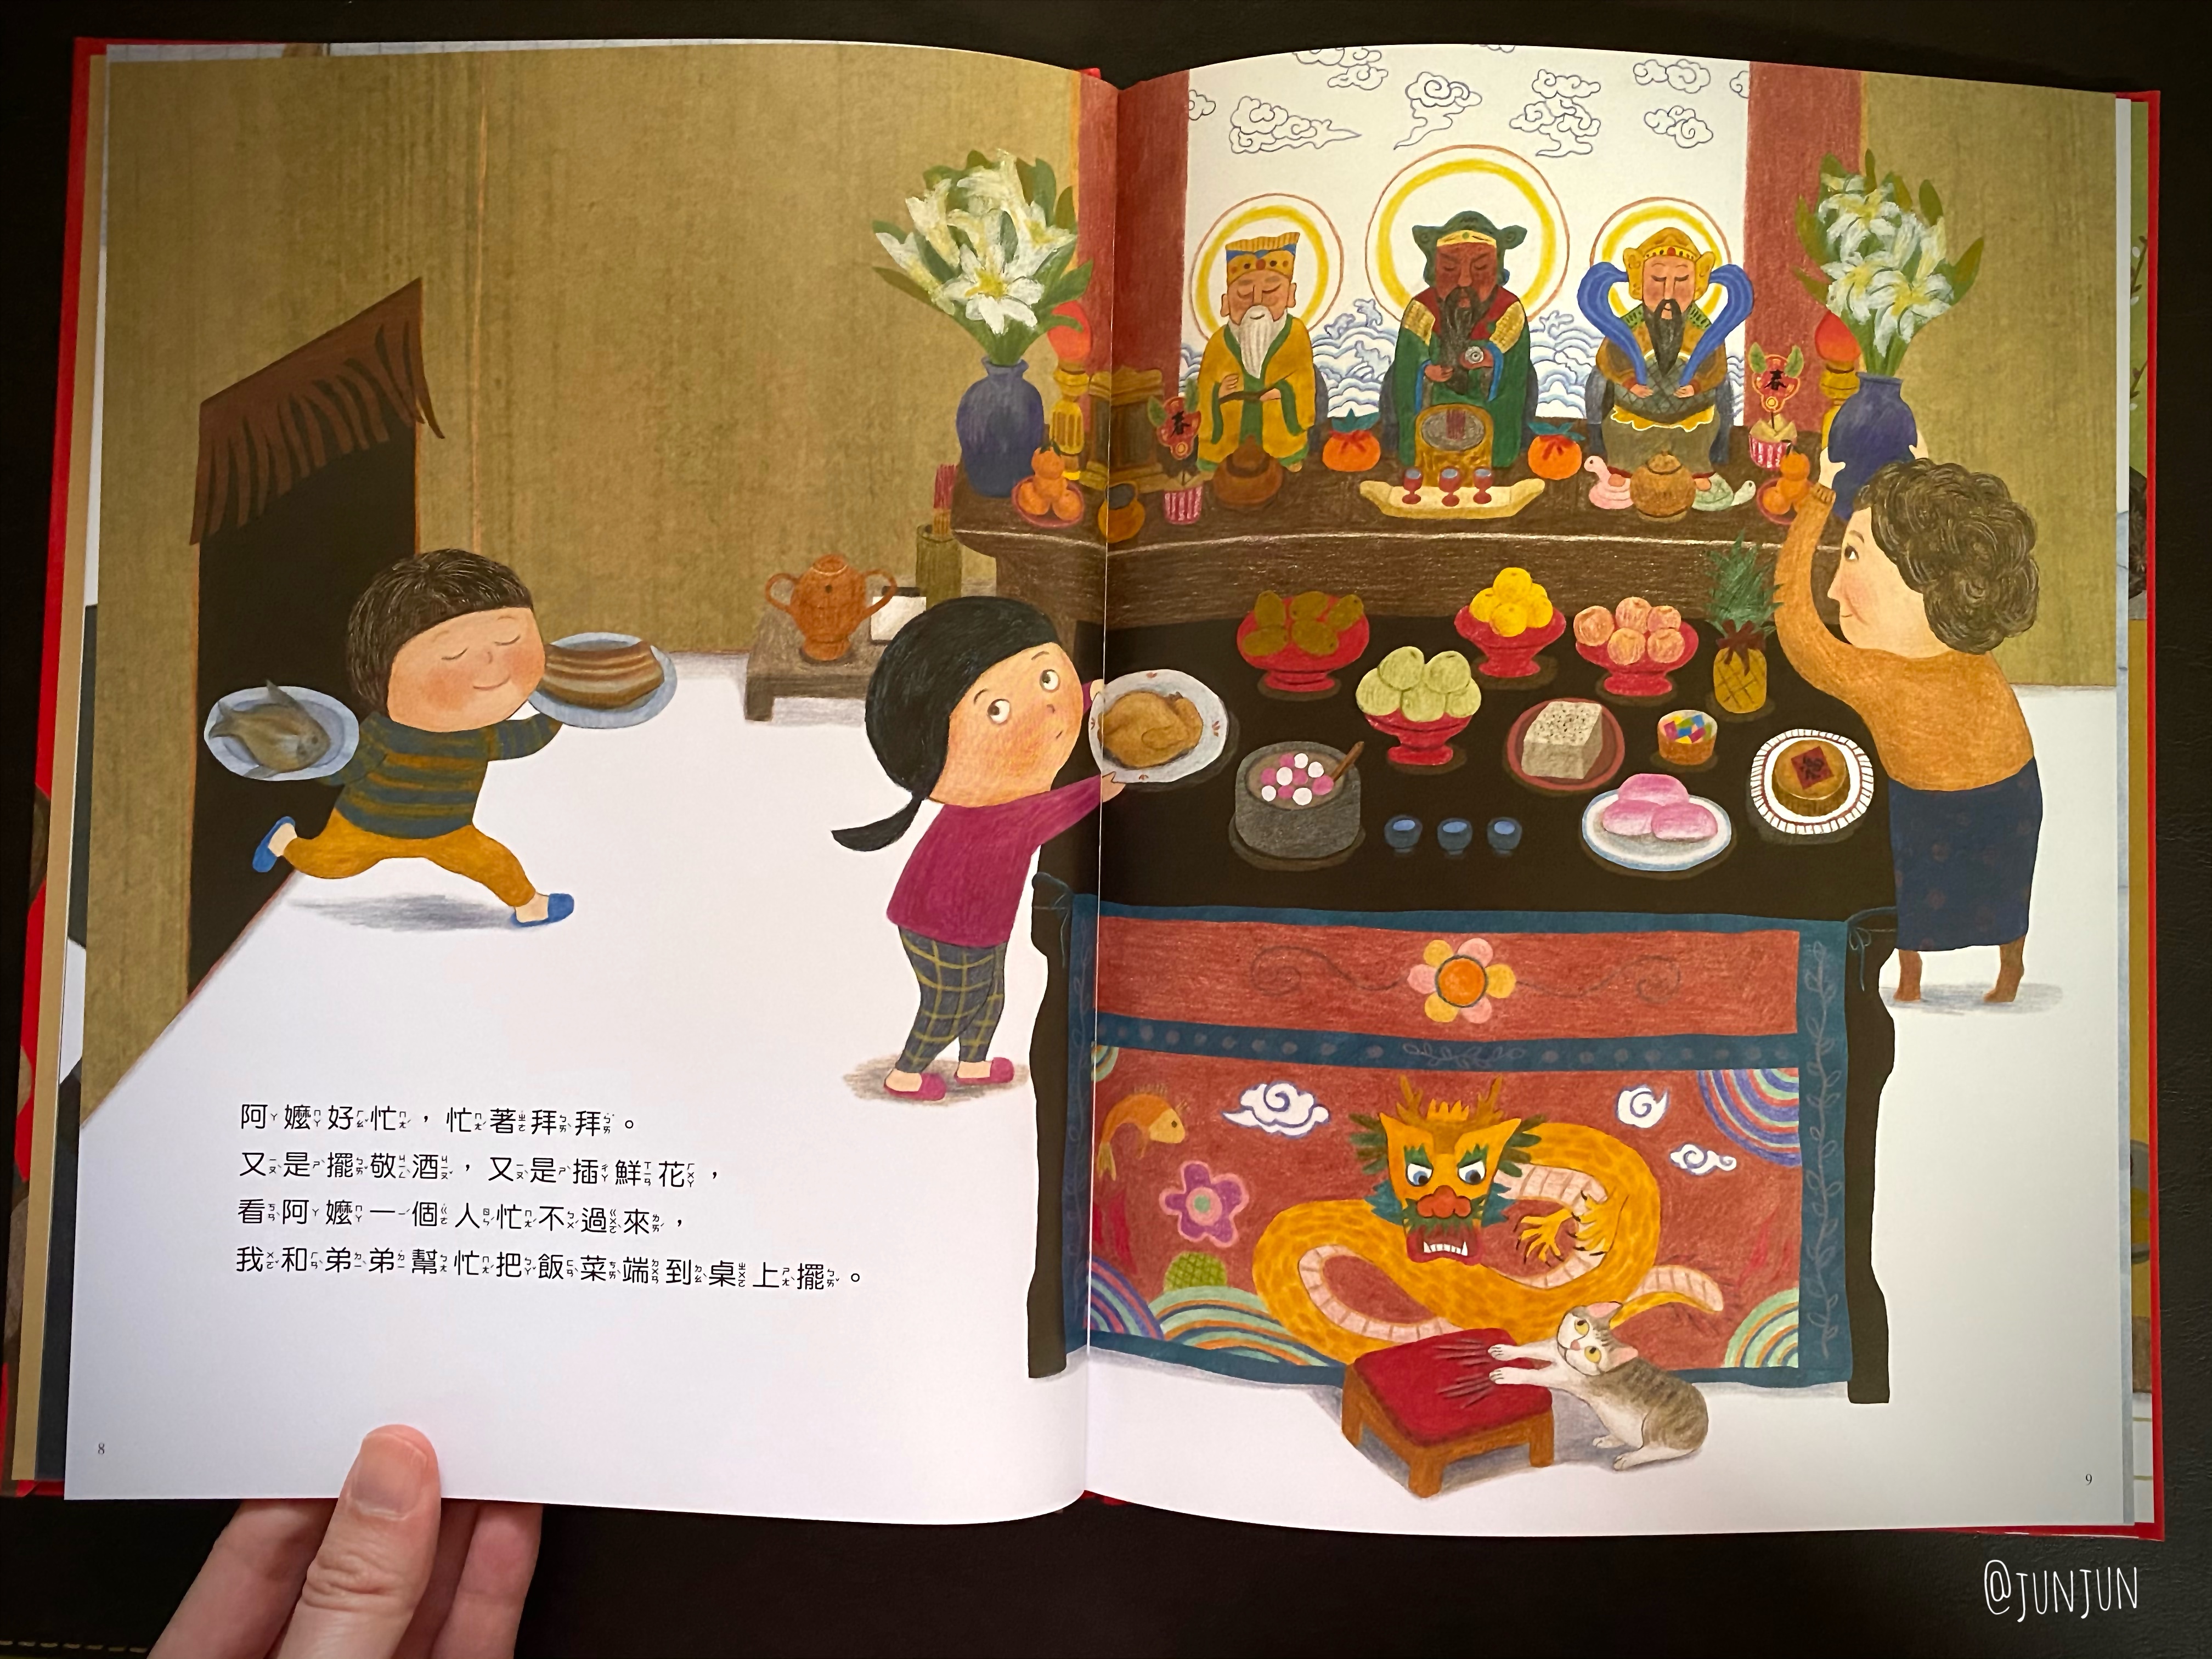 阿嬤好忙，忙著拜拜。
又是擺敬酒，又是插鮮花，
看阿嬤一個人忙不過來，
我和弟弟幫忙把飯菜端到桌上擺。
8
春
春
9
@JUNJUN